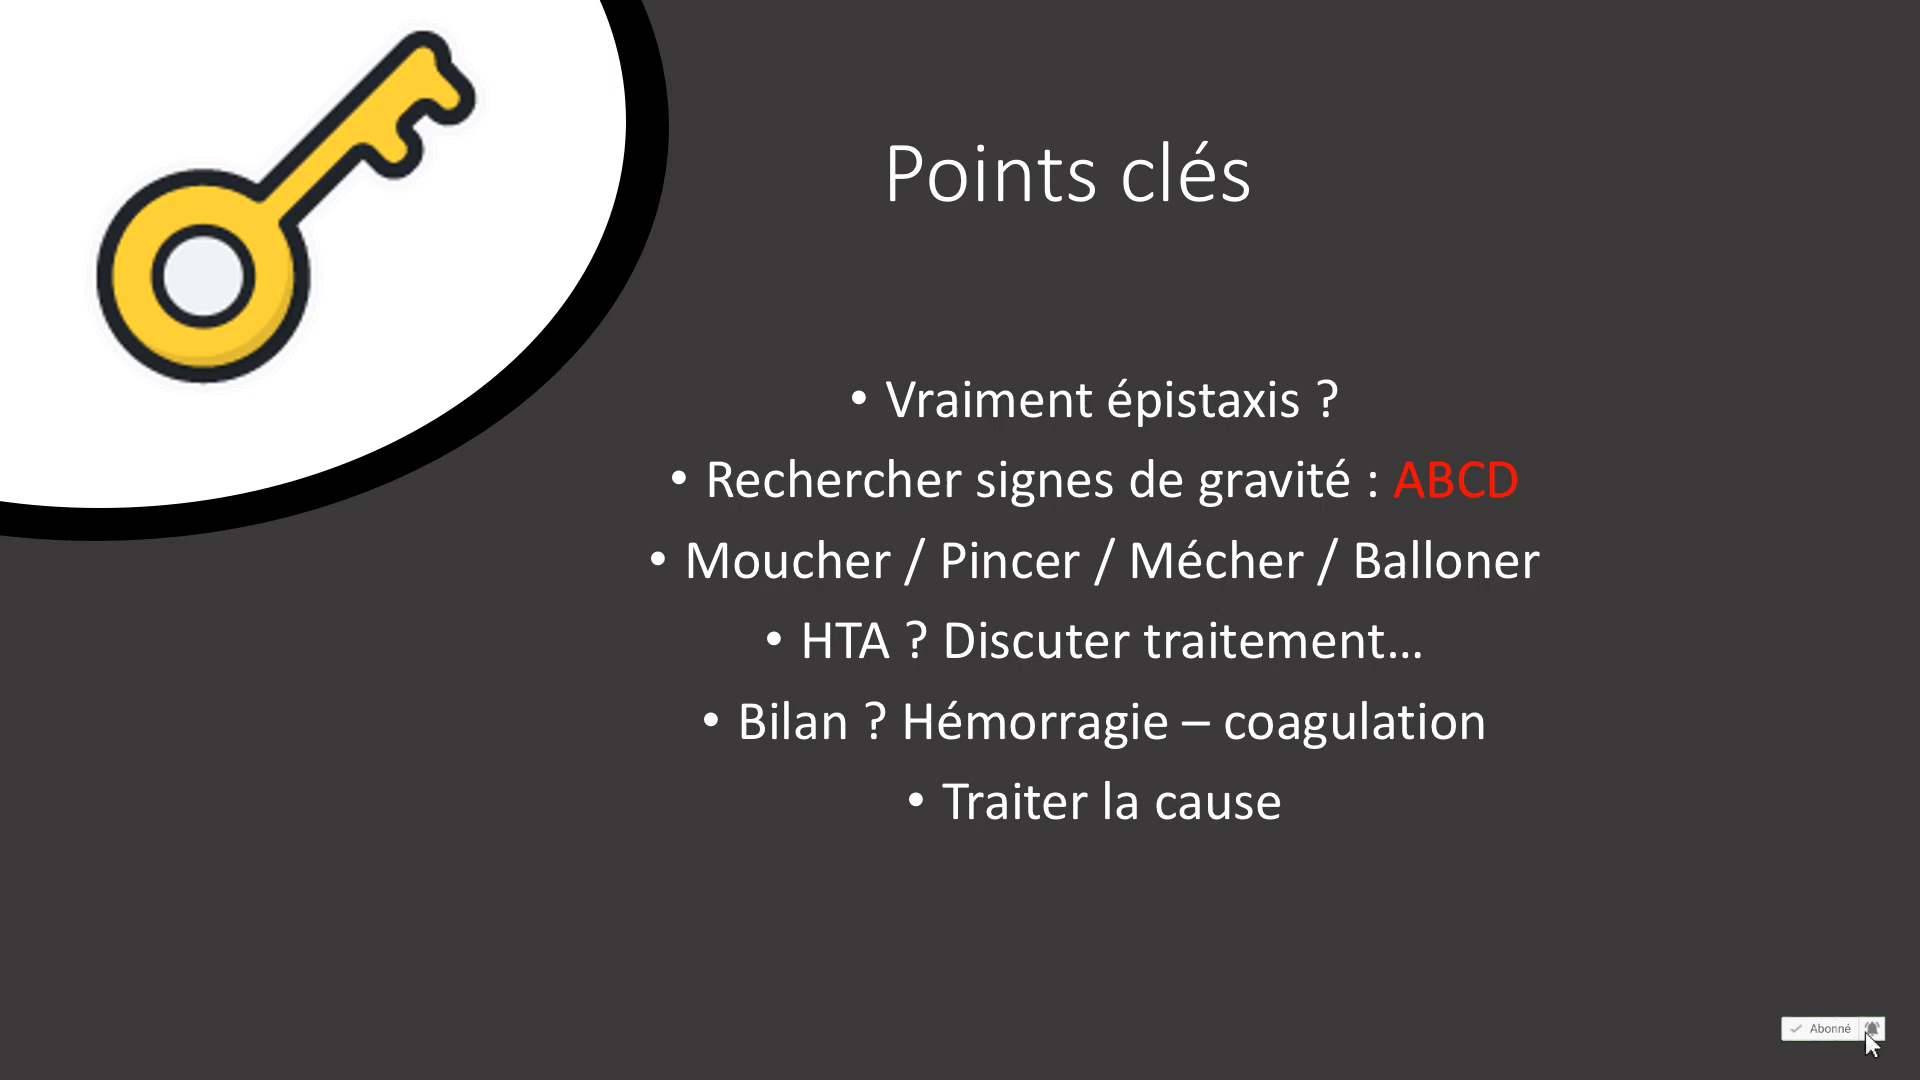 Points clés
• Vraiment épistaxis ?
• Rechercher signes de gravité : ABCD
• Moucher / Pincer / Mécher / Balloner
• HTA ? Discuter traitement...
• Bilan ? Hémorragie – coagulation
• Traiter la cause
Abonné